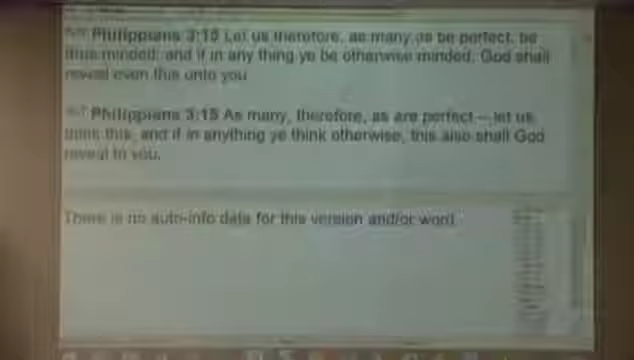 Philippians 3:15 Let us therefore, as many as be perfect, be
thus minded: and if in any thing ye be otherwise minded, God shall
reveal even this unto you
Philippians 3:15 As many, therefore, as are perfect -- let us
think this, and if in anything ye think otherwise, this also shall God
reveal to you.
There is no auto-info data for this version and/or word